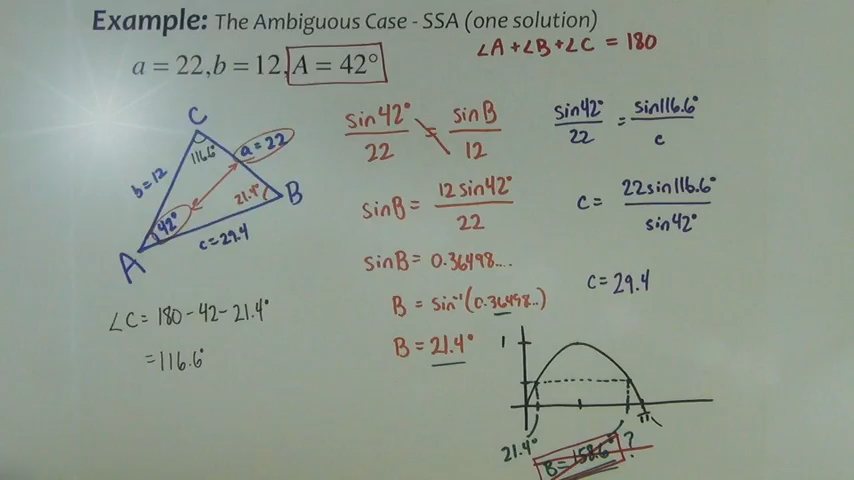 Example: The Ambiguous Case - SSA (one solution)
a = 22, b = 12, A = 42°
∠A + ∠B + ∠C = 180
C
116.6°
a = 22
b = 12
21.4°
B
42°
A
c = 29.4
∠C = 180 - 42 - 21.4°
= 116.6°
sin42°/22 = sinB/12
sinB = 12 sin42°/22
sinB = 0.36498....
B = sin⁻¹(0.36498..)
B = 21.4°
sin42°/22 = sin116.6°/c
c = 22sin116.6°/sin42°
c = 29.4
1
π
21.4°
B = 158.6° ?